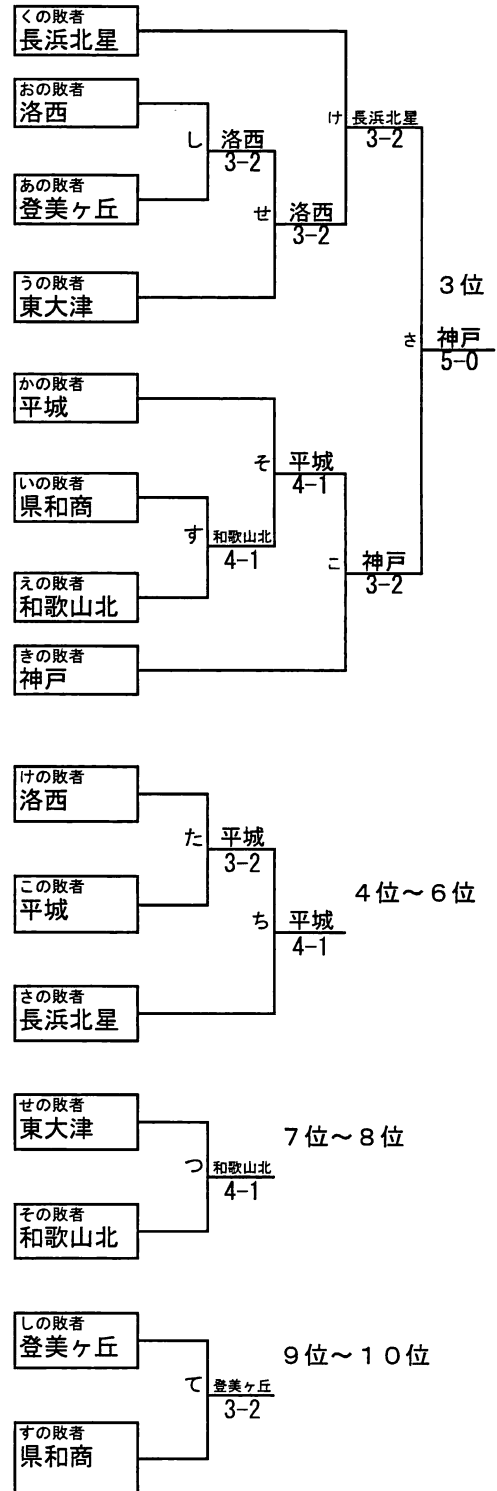 くの敗者
長浜北星
おの敗者
洛西
あの敗者
登美ヶ丘
うの敗者
東大津
し
洛西
3-2
せ
洛西
3-2
け
長浜北星
3-2
かの敗者
平城
いの敗者
県和商
えの敗者
和歌山北
きの敗者
神戸
す
和歌山北
4-1
そ
平城
4-1
こ
神戸
3-2
さ
3位
神戸
5-0
けの敗者
洛西
この敗者
平城
さの敗者
長浜北星
た
平城
3-2
ち
平城
4-1
4位～6位
せの敗者
東大津
その敗者
和歌山北
つ
和歌山北
4-1
7位～8位
しの敗者
登美ヶ丘
すの敗者
県和商
て
登美ヶ丘
3-2
9位～10位